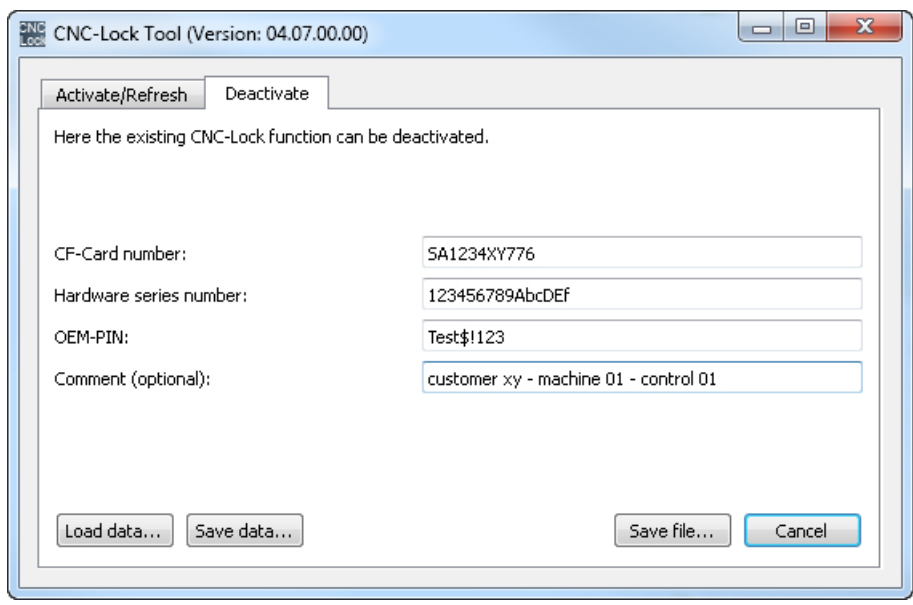 CNC
Lock
CNC-Lock Tool (Version: 04.07.00.00)
Activate/Refresh
Deactivate
Here the existing CNC-Lock function can be deactivated.
CF-Card number:
SA1234XY776
Hardware series number:
123456789AbcDEf
OEM-PIN:
Test$!123
Comment (optional):
customer xy - machine 01 - control 01
Load data...
Save data...
Save file...
Cancel